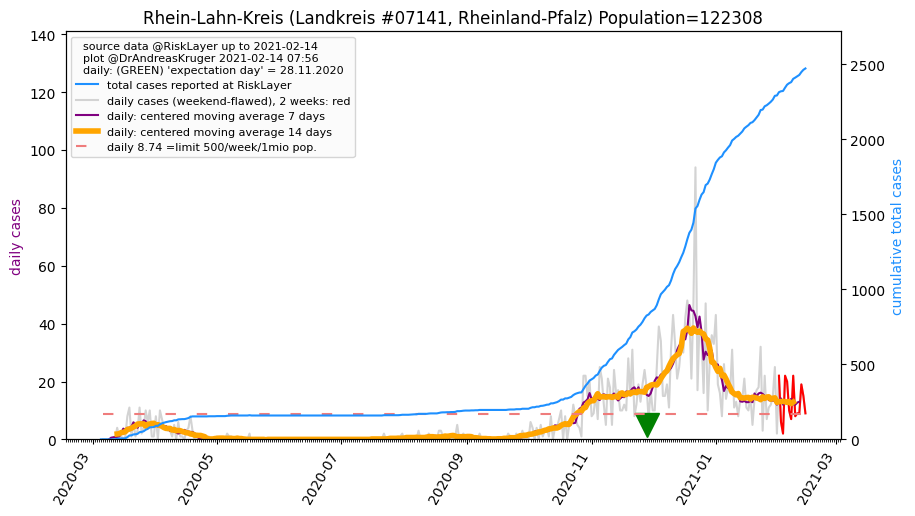 Rhein-Lahn-Kreis (Landkreis #07141, Rheinland-Pfalz) Population=122308
source data @RiskLayer up to 2021-02-14
plot @DrAndreasKruger 2021-02-14 07:56
daily: (GREEN) 'expectation day' = 28.11.2020
total cases reported at RiskLayer
daily cases (weekend-flawed), 2 weeks: red
daily: centered moving average 7 days
daily: centered moving average 14 days
daily 8.74 =limit 500/week/1mio pop.
daily cases
140
120
100
80
60
40
20
0
cumulative total cases
2500
2000
1500
1000
500
0
2020-03
2020-05
2020-07
2020-09
2020-11
2021-01
2021-03